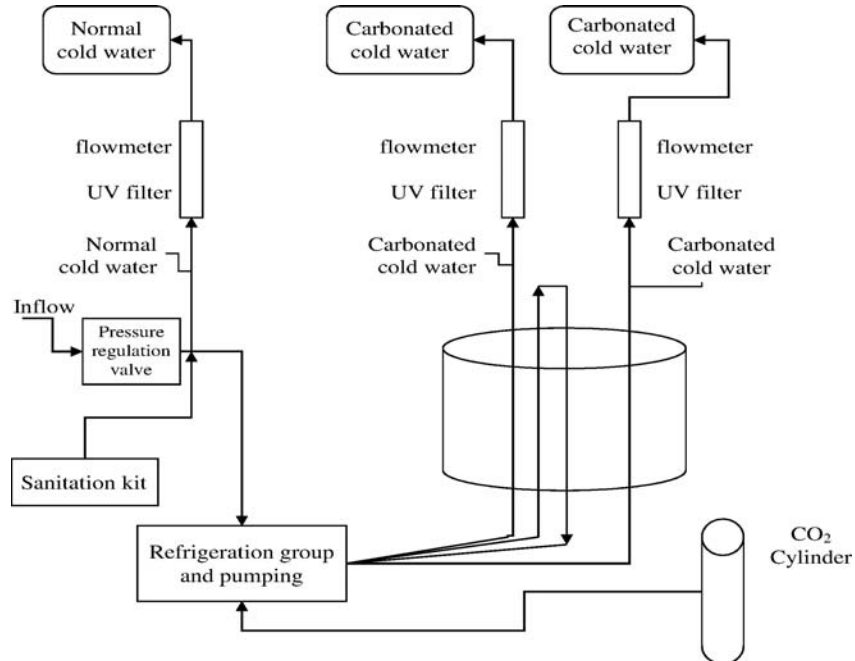 Normal
cold water
Carbonated
cold water
Carbonated
cold water
flowmeter
UV filter
flowmeter
UV filter
flowmeter
UV filter
Normal
cold water
Carbonated
cold water
Carbonated
cold water
Inflow
Pressure
regulation
valve
Sanitation kit
Refrigeration group
and pumping
CO₂
Cylinder